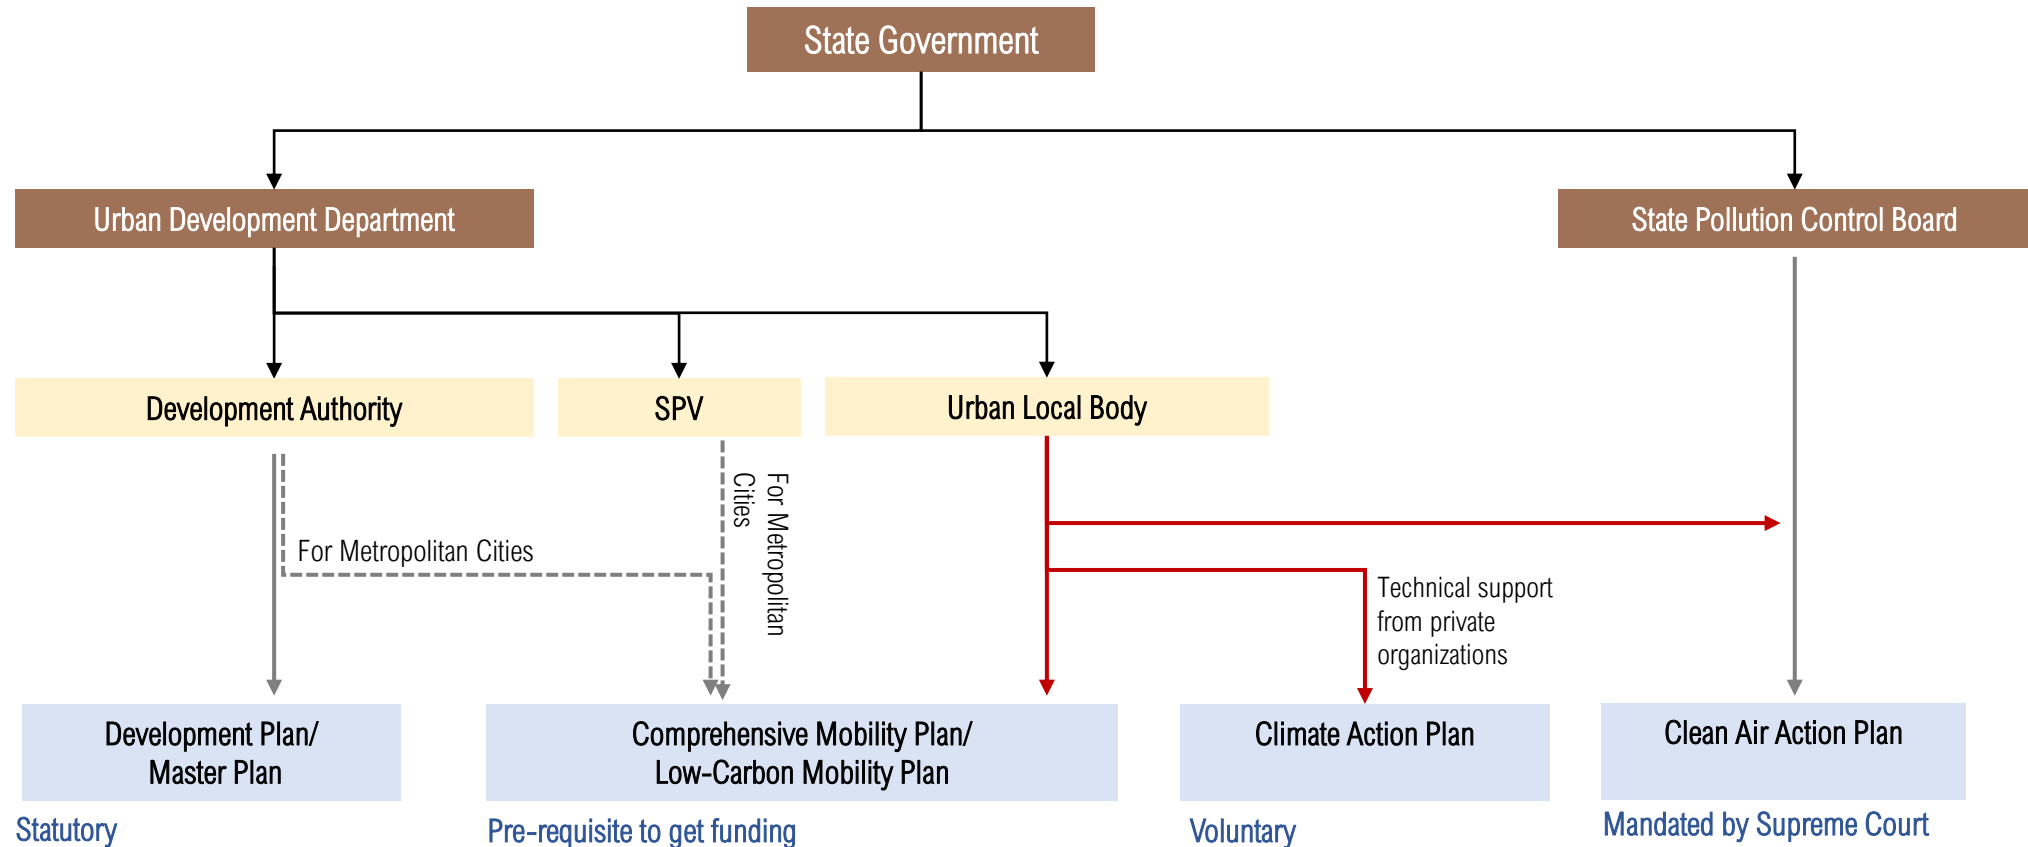 State Government
Urban Development Department
State Pollution Control Board
Development Authority
SPV
Urban Local Body
For Metropolitan
Cities
For Metropolitan Cities
Technical support
from private
organizations
Development Plan/
Master Plan
Comprehensive Mobility Plan/
Low-Carbon Mobility Plan
Climate Action Plan
Clean Air Action Plan
Statutory
Pre-requisite to get funding
Voluntary
Mandated by Supreme Court